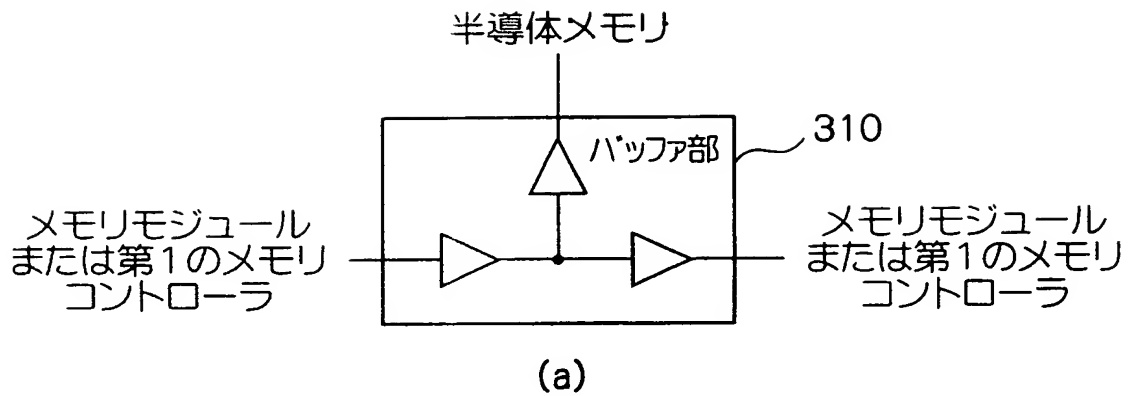 半導体メモリ
バッファ部
310
メモリモジュール
または第1のメモリ
コントローラ
メモリモジュール
または第1のメモリ
コントローラ
(a)